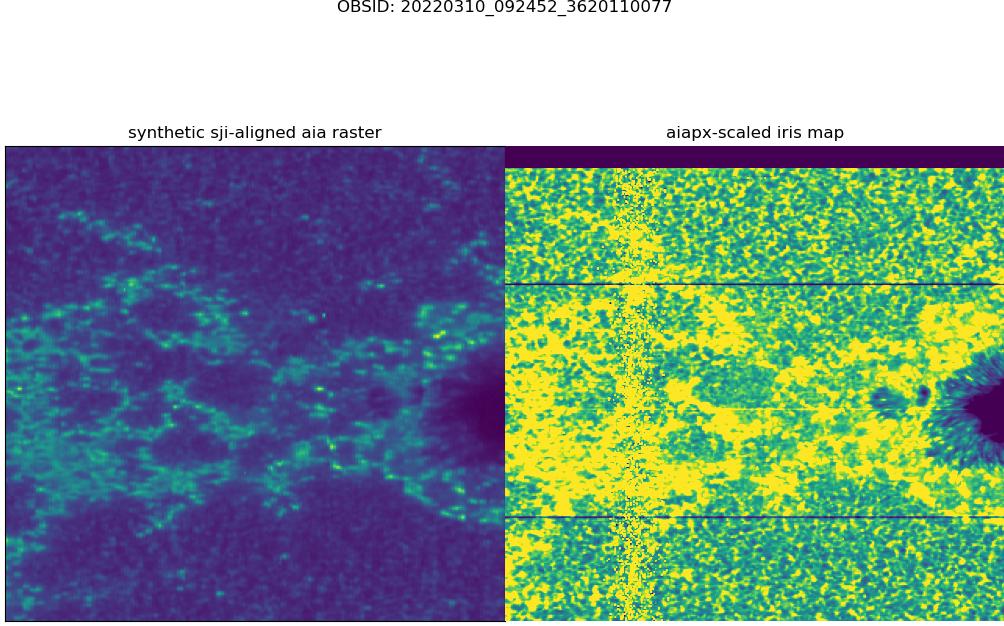 OBSID: 20220310_092452_3620110077
synthetic sji-aligned aia raster
aiapx-scaled iris map